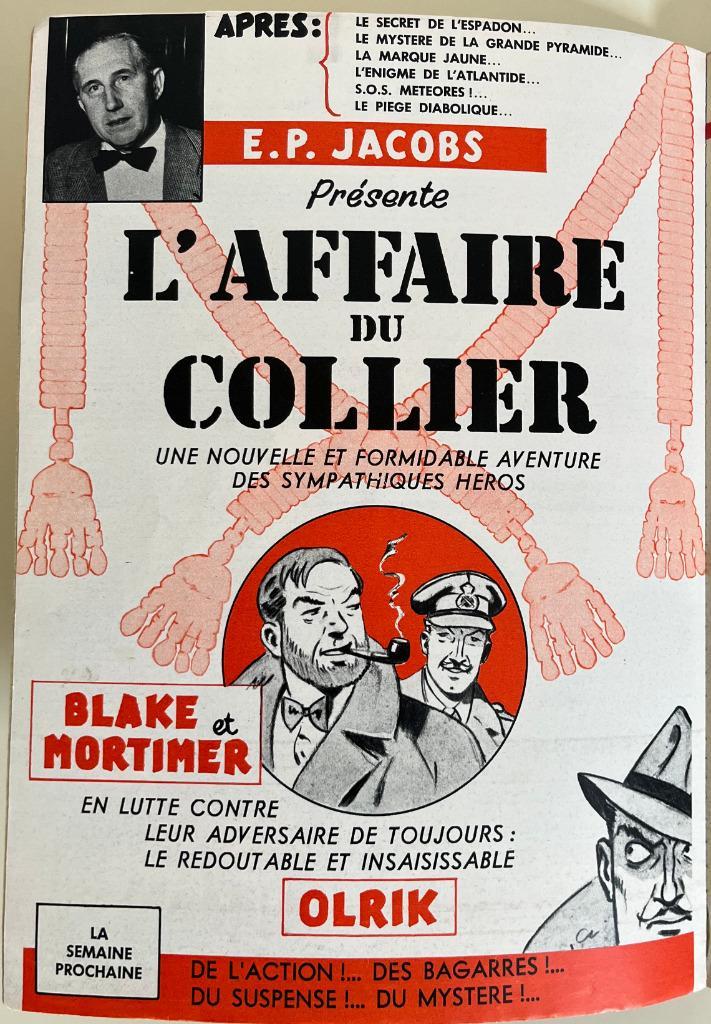 APRES:
LE SECRET DE L'ESPADON...
LE MYSTERE DE LA GRANDE PYRAMIDE...
LA MARQUE JAUNE...
L'ENIGME DE L'ATLANTIDE...
S.O.S. METEORES !...
LE PIEGE DIABOLIQUE...
E.P. JACOBS
Présente
L'AFFAIRE
DU
COLLIER
UNE NOUVELLE ET FORMIDABLE AVENTURE
DES SYMPATHIQUES HEROS
BLAKE et
MORTIMER
EN LUTTE CONTRE
LEUR ADVERSAIRE DE TOUJOURS :
LE REDOUTABLE ET INSAISISSABLE
OLRIK
LA
SEMAINE
PROCHAINE
DE L'ACTION !... DES BAGARRES !...
DU SUSPENSE !... DU MYSTERE !...